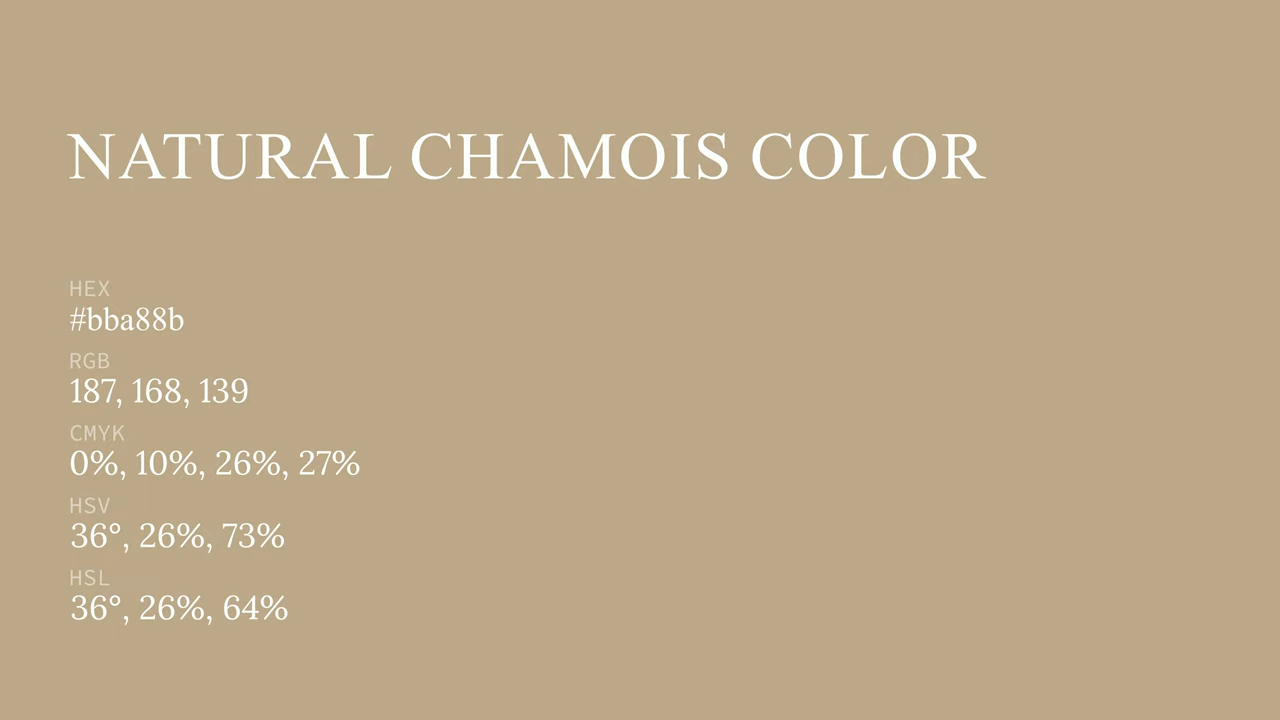 NATURAL CHAMOIS COLOR
HEX
#bba88b
RGB
187, 168, 139
CMYK
0%, 10%, 26%, 27%
HSV
36°, 26%, 73%
HSL
36°, 26%, 64%